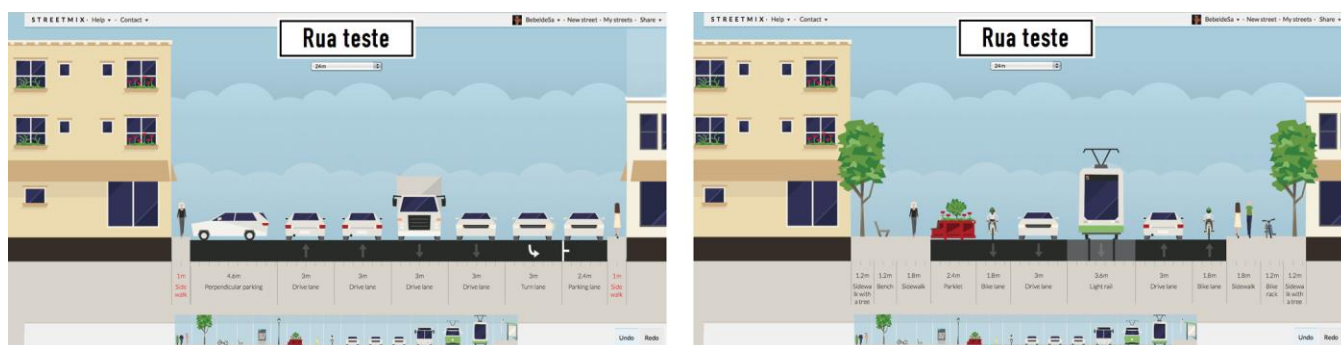 STREETMIX · Help ▾ · Contact ▾
BebeldeSa ▾ · New street · My streets · Share ▾
Rua teste
24m
1m
Side
walk
4.6m
Perpendicular parking
3m
Drive lane
3m
Drive lane
3m
Drive lane
3m
Drive lane
3m
Turn lane
2.4m
Parking lane
1m
Side
walk
Undo
Redo
STREETMIX · Help ▾ · Contact ▾
BebeldeSa ▾ · New street · My streets · Share ▾
Rua teste
24m
1.2m
Sidewa
lk with
a tree
1.2m
Bench
1.8m
Sidewalk
2.4m
Parklet
1.8m
Bike lane
3m
Drive lane
3.6m
Light rail
3m
Drive lane
1.8m
Bike lane
1.8m
Sidewalk
1.2m
Bike
rack
1.2m
Sidewa
lk with
a tree
Undo
Redo